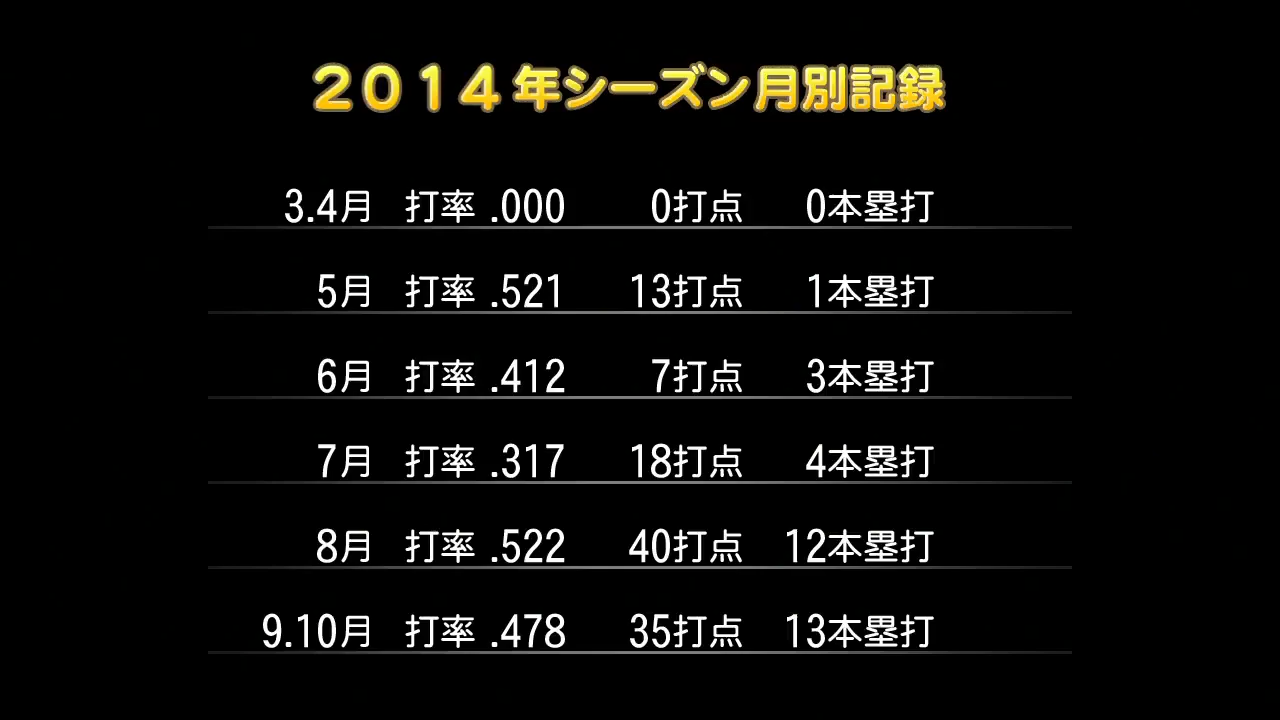 ２０１４年シーズン月別記録
3.4月 打率 .000 0打点 0本塁打
5月 打率 .521 13打点 1本塁打
6月 打率 .412 7打点 3本塁打
7月 打率 .317 18打点 4本塁打
8月 打率 .522 40打点 12本塁打
9.10月 打率 .478 35打点 13本塁打